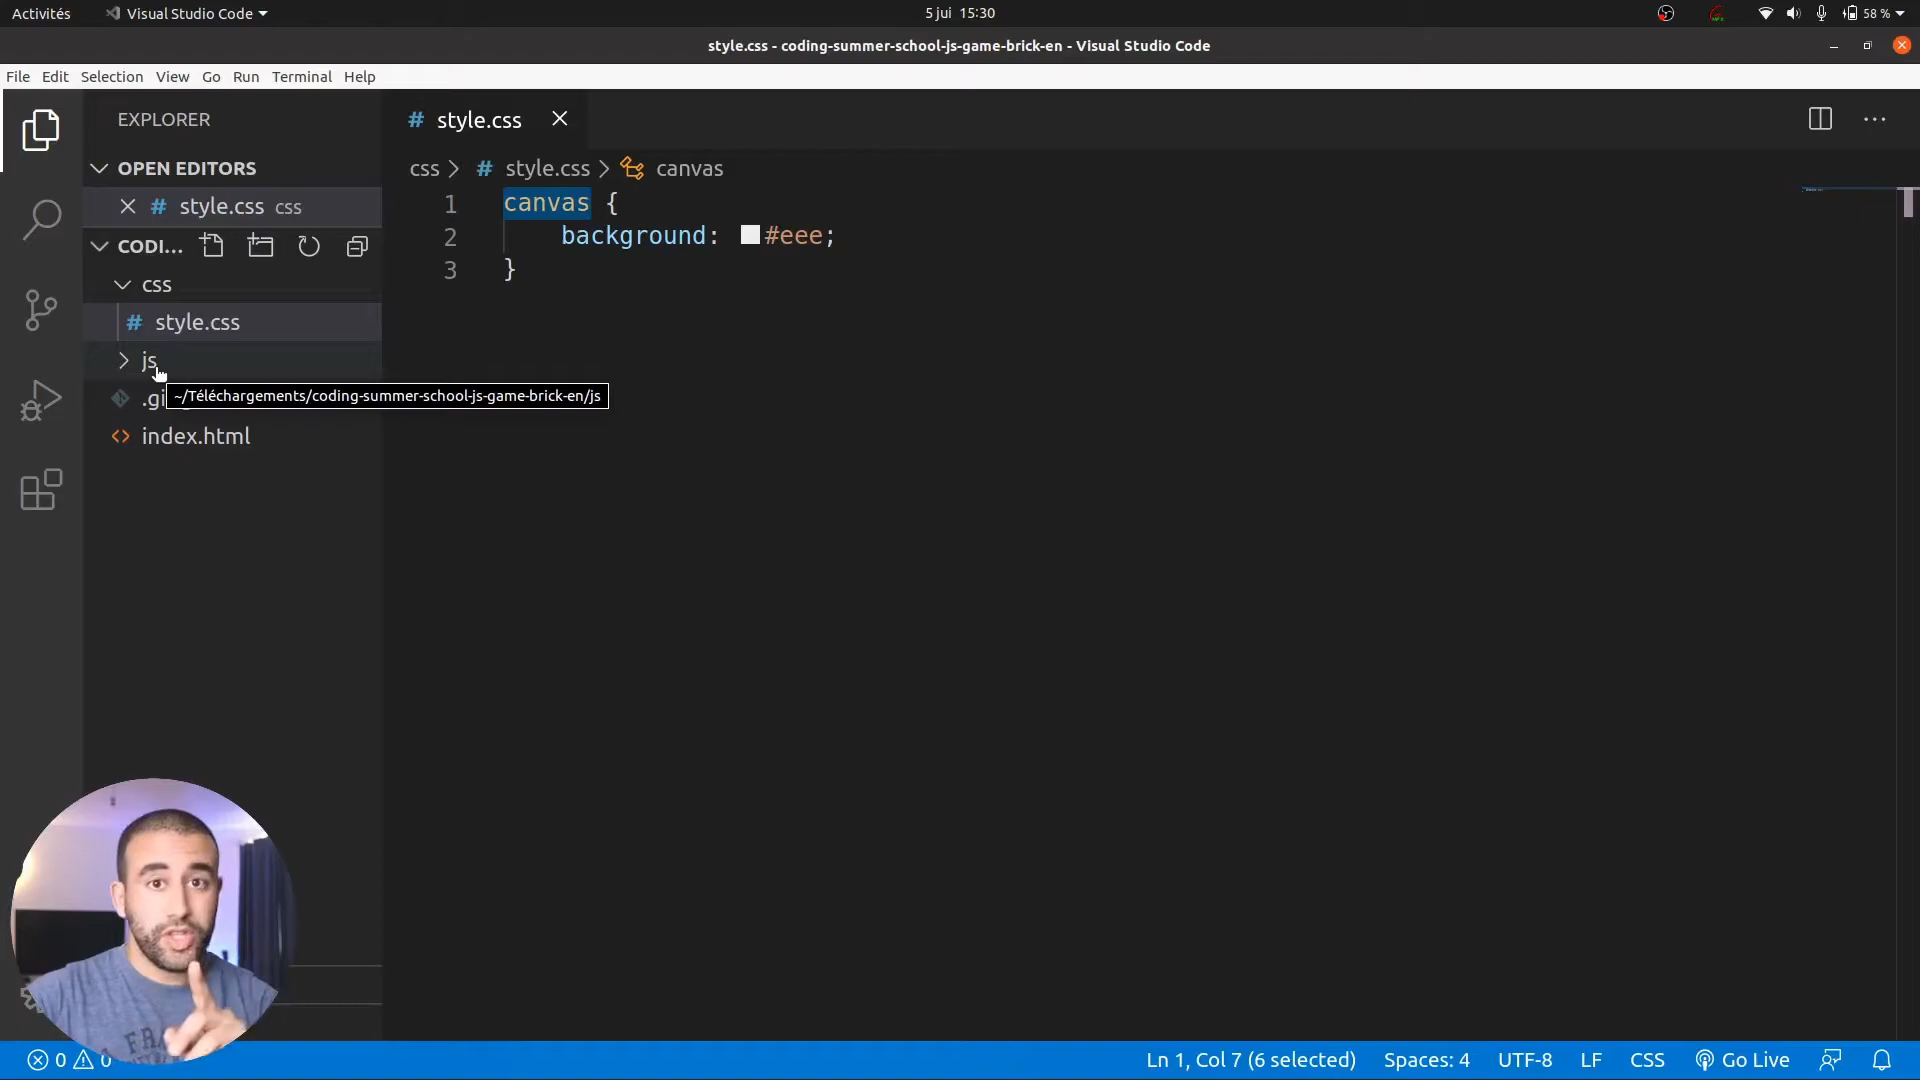 Activités Visual Studio Code 5 jui 15:30 58 %
style.css - coding-summer-school-js-game-brick-en - Visual Studio Code
File Edit Selection View Go Run Terminal Help
EXPLORER
# style.css
OPEN EDITORS
css > # style.css > canvas
# style.css css
1 canvas {
CODI...
2 background: #eee;
3 }
css
# style.css
js
~/Téléchargements/coding-summer-school-js-game-brick-en/js
.gi
<> index.html
0 0 Ln 1, Col 7 (6 selected) Spaces: 4 UTF-8 LF CSS Go Live